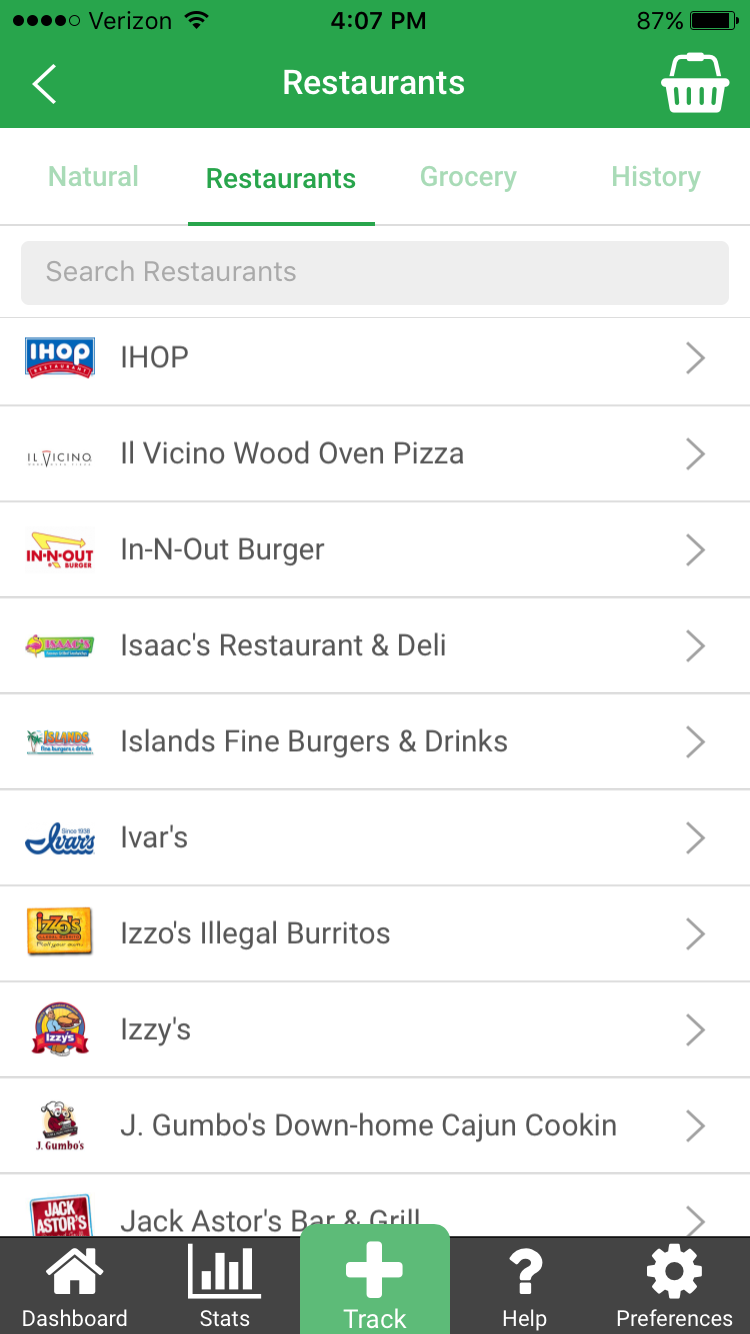 Verizon 4:07 PM 87%
Restaurants
Natural Restaurants Grocery History
Search Restaurants
IHOP
RESTAURANT
IHOP
IL VICINO
Il Vicino Wood Oven Pizza
IN-N-OUT
BURGER
In-N-Out Burger
ISAAC'S
Isaac's Restaurant & Deli
ISLANDS
fine burgers & drinks
Islands Fine Burgers & Drinks
Since 1938
Ivar's
Ivar's
IZZO'S
Izzo's Illegal Burritos
Izzy's
Izzy's
J. Gumbo's
J. Gumbo's Down-home Cajun Cookin
JACK
ASTOR'S
Jack Astor's Bar & Grill
Dashboard Stats Track Help Preferences